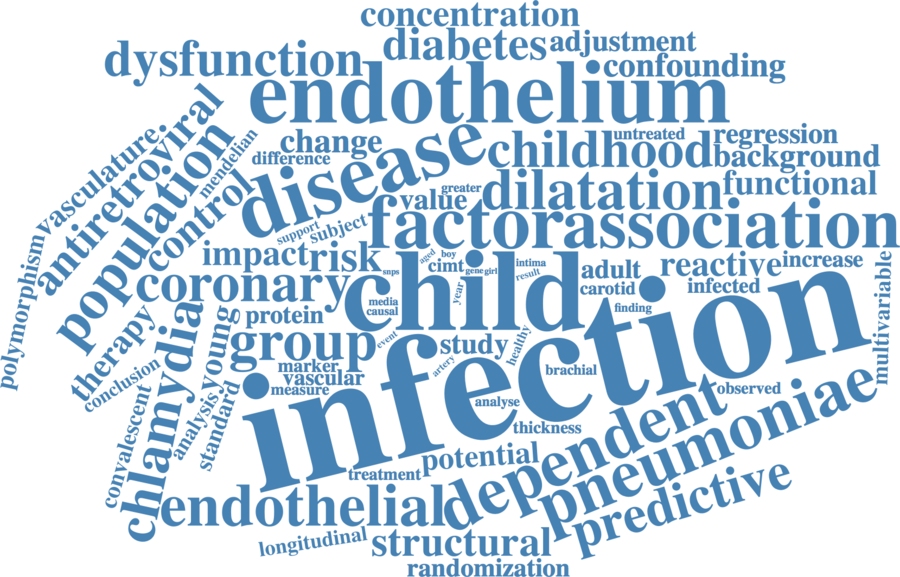 concentration
dysfunction
diabetes
adjustment
confounding
endothelium
antiretroviral
population
vasculature
polymorphism
mendelian
change
difference
disease
childhood
untreated
regression
background
control
support
subject
value
greater
dilatation
functional
factor
association
impact
risk
snps
aged
boy
cimt
gene
girl
intima
result
adult
reactive
increase
coronary
child
year
carotid
infected
multivariable
media
causal
finding
protein
therapy
conclusion
chlamydia
young
group
event
study
healthy
infection
marker
vascular
measure
artery
brachial
analysis
standard
convalescent
analyse
observed
thickness
dependent
pneumoniae
treatment
potential
endothelial
predictive
longitudinal
structural
randomization